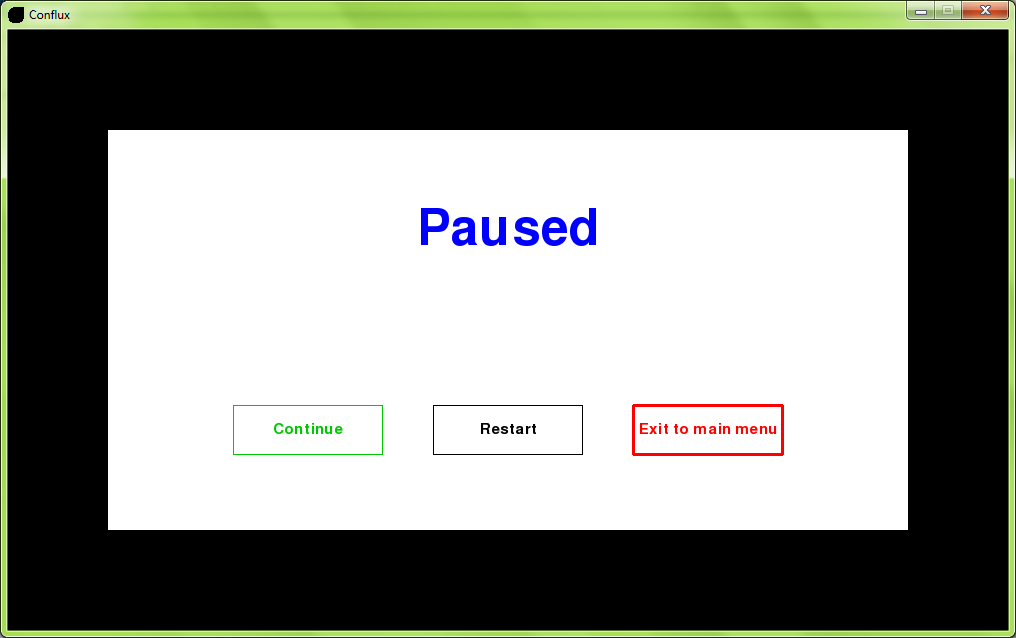 Conflux
Paused
Continue
Restart
Exit to main menu